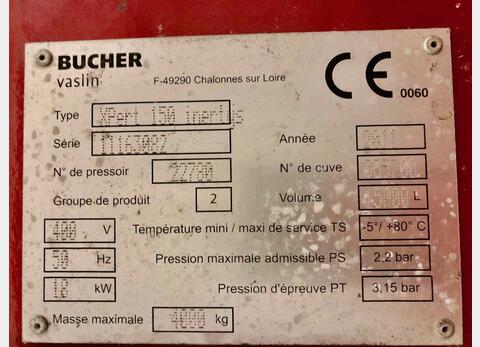 BUCHER
vaslin
F-49290 Chalonnes sur Loire
CE 0060
Type XPert 150 inertys
Série
Année 2011
N° de pressoir 22700
N° de cuve
Groupe de produit 2
Volume L
400 V
Température mini / maxi de service TS -5°/ +80° C
50 Hz
Pression maximale admissible PS 2,2 bar
18 kW
Pression d'épreuve PT 3,15 bar
Masse maximale 4000 kg